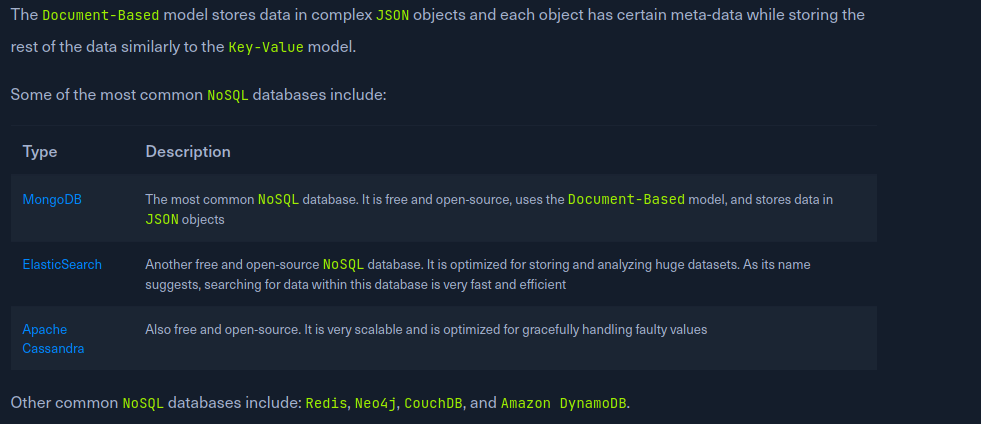 The Document-Based model stores data in complex JSON objects and each object has certain meta-data while storing the
rest of the data similarly to the Key-Value model.
Some of the most common NoSQL databases include:
Type Description
MongoDB The most common NoSQL database. It is free and open-source, uses the Document-Based model, and stores data in
JSON objects
ElasticSearch Another free and open-source NoSQL database. It is optimized for storing and analyzing huge datasets. As its name
suggests, searching for data within this database is very fast and efficient
Apache Also free and open-source. It is very scalable and is optimized for gracefully handling faulty values
Cassandra
Other common NoSQL databases include: Redis, Neo4j, CouchDB, and Amazon DynamoDB.